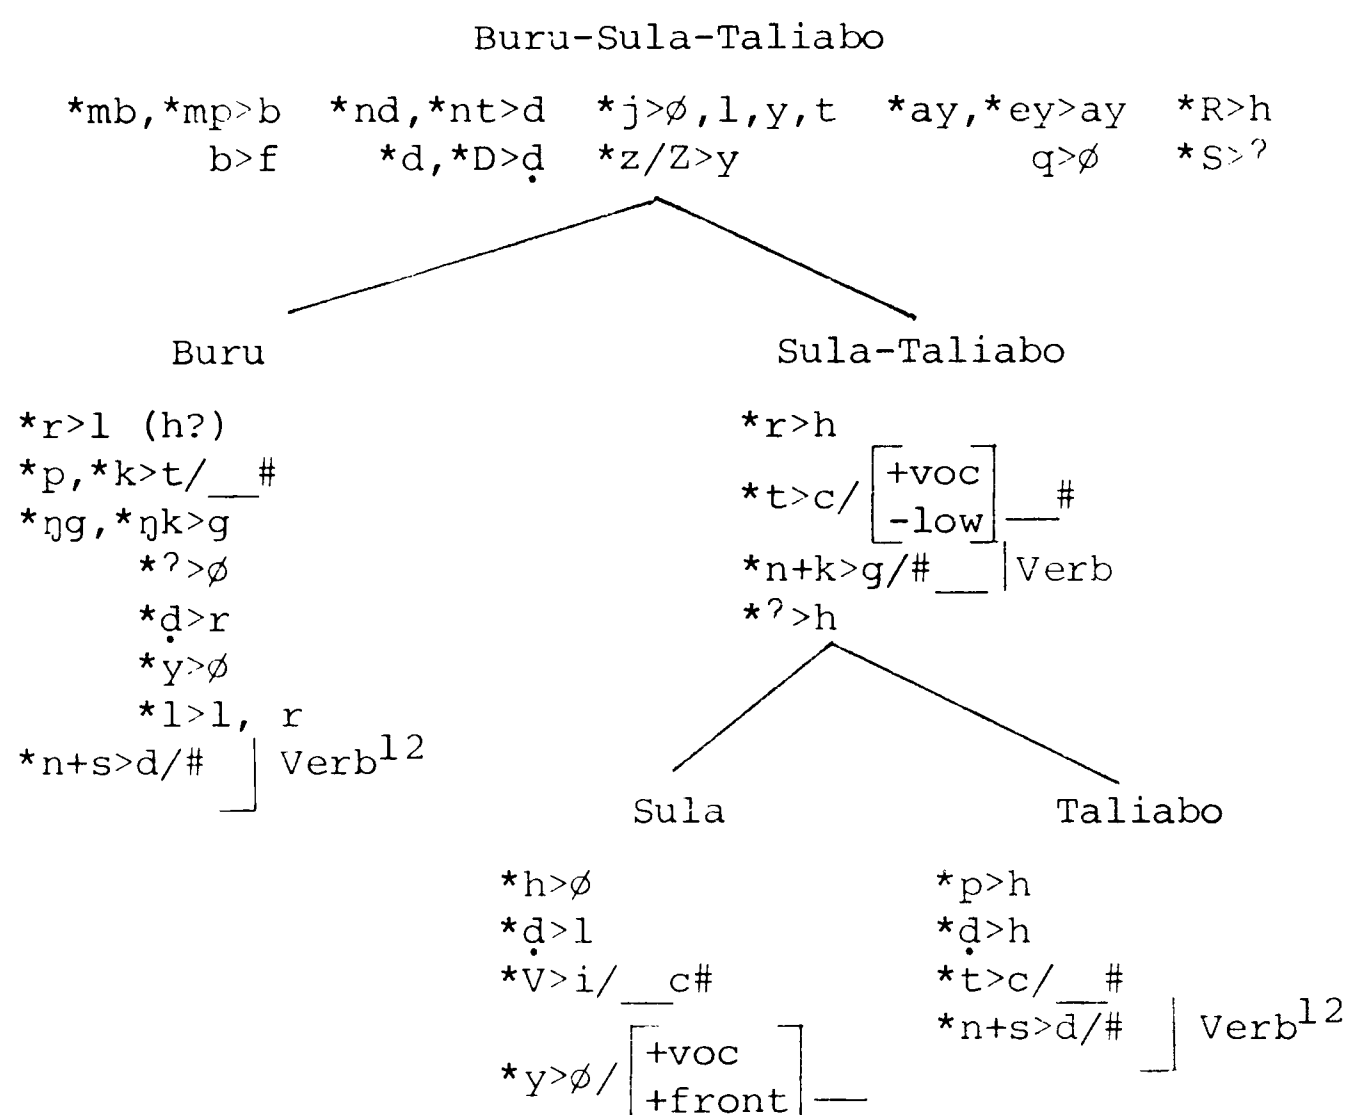 Buru-Sula-Taliabo
*mb,*mp>b *nd,*nt>d *j>∅,l,y,t *ay,*ey>ay *R>h
b>f *d,*D>ḍ *z/Z>y q>∅ *S>ˀ
Buru
*r>l (h?)
*p,*k>t/__#
*ŋg,*ŋk>g
*ˀ>∅
*ḍ>r
*y>∅
*l>l, r
*n+s>d/# _| Verb12
Sula-Taliabo
*r>h
*t>c/[+voc
-low]__#
*n+k>g/#__|Verb
*ˀ>h
Sula
*h>∅
*ḍ>l
*V>i/__c#
*y>∅/[+voc
+front]__
Taliabo
*p>h
*ḍ>h
*t>c/__#
*n+s>d/# _| Verb12